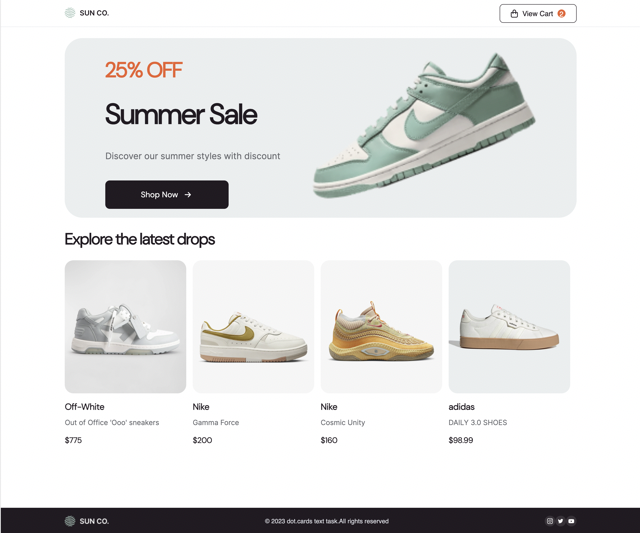 SUN CO.
View Cart 2
25% OFF
Summer Sale
Discover our summer styles with discount
Shop Now →
Explore the latest drops
Off-White
Out of Office 'Ooo' sneakers
$775
Nike
Gamma Force
$200
Nike
Cosmic Unity
$160
adidas
DAILY 3.0 SHOES
$98.99
SUN CO.
© 2023 dot.cards text task.All rights reserved